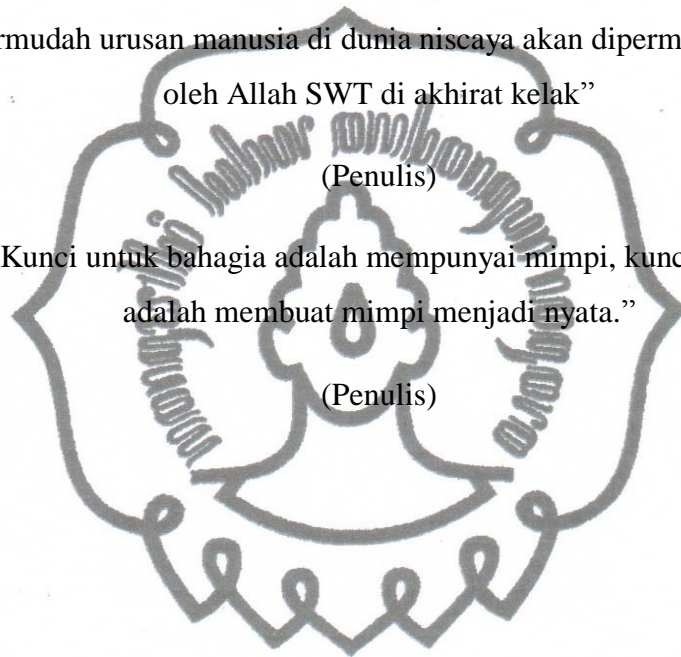 rmudah urusan manusia di dunia niscaya akan diperm
oleh Allah SWT di akhirat kelak”
(Penulis)
Kunci untuk bahagia adalah mempunyai mimpi, kunc
adalah membuat mimpi menjadi nyata.”
(Penulis)